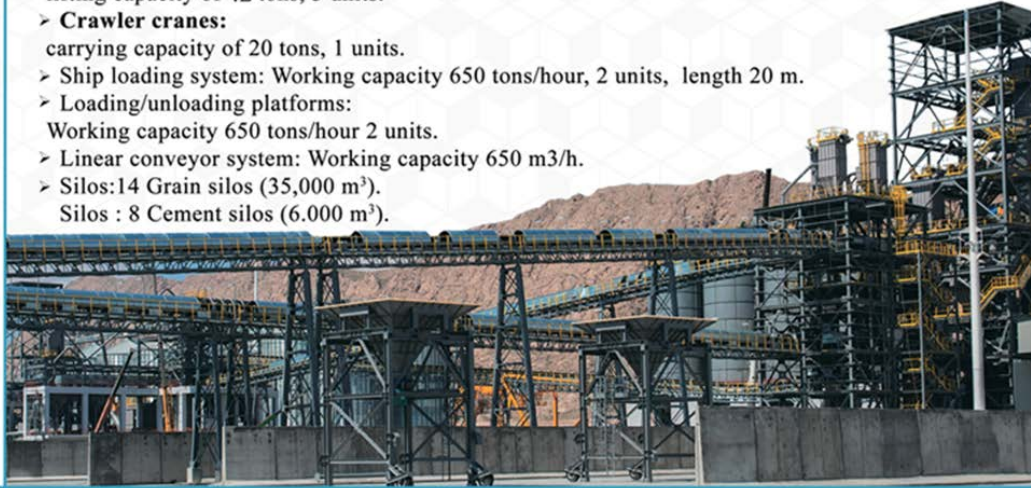 ➢ Crawler cranes:
carrying capacity of 20 tons, 1 units.
➢ Ship loading system: Working capacity 650 tons/hour, 2 units, length 20 m.
➢ Loading/unloading platforms:
Working capacity 650 tons/hour 2 units.
➢ Linear conveyor system: Working capacity 650 m3/h.
➢ Silos:14 Grain silos (35,000 m³).
Silos : 8 Cement silos (6.000 m³).